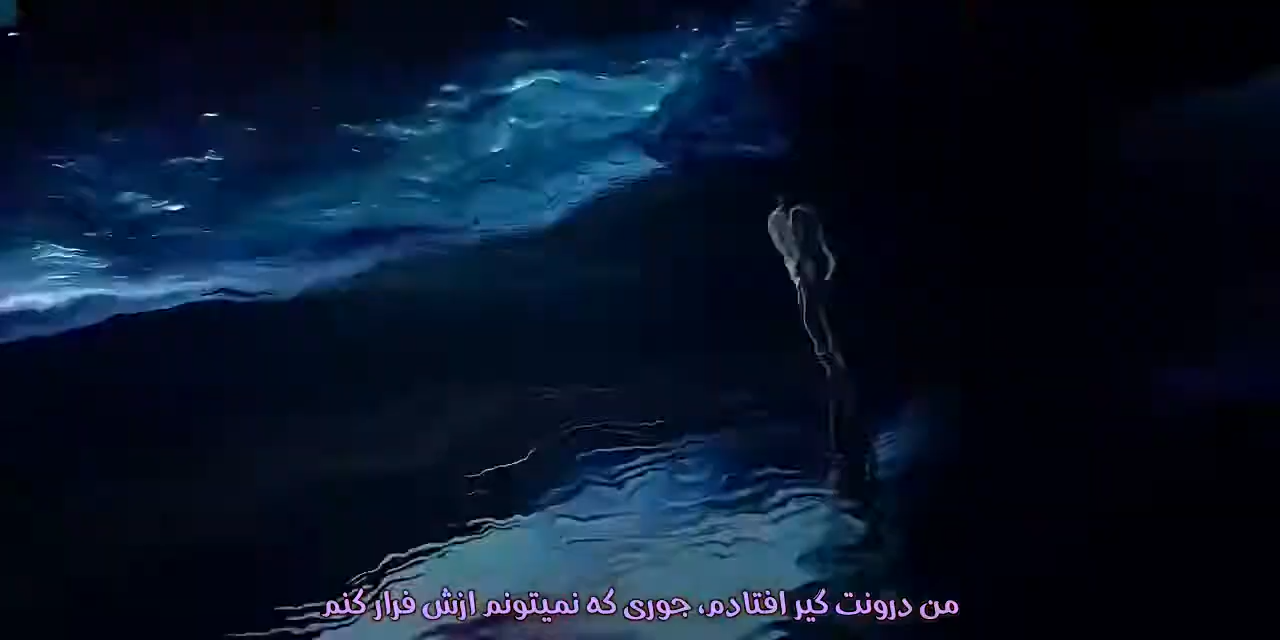 من درونت گیر افتادم، جوری که نمیتونم ازش فرار کنم